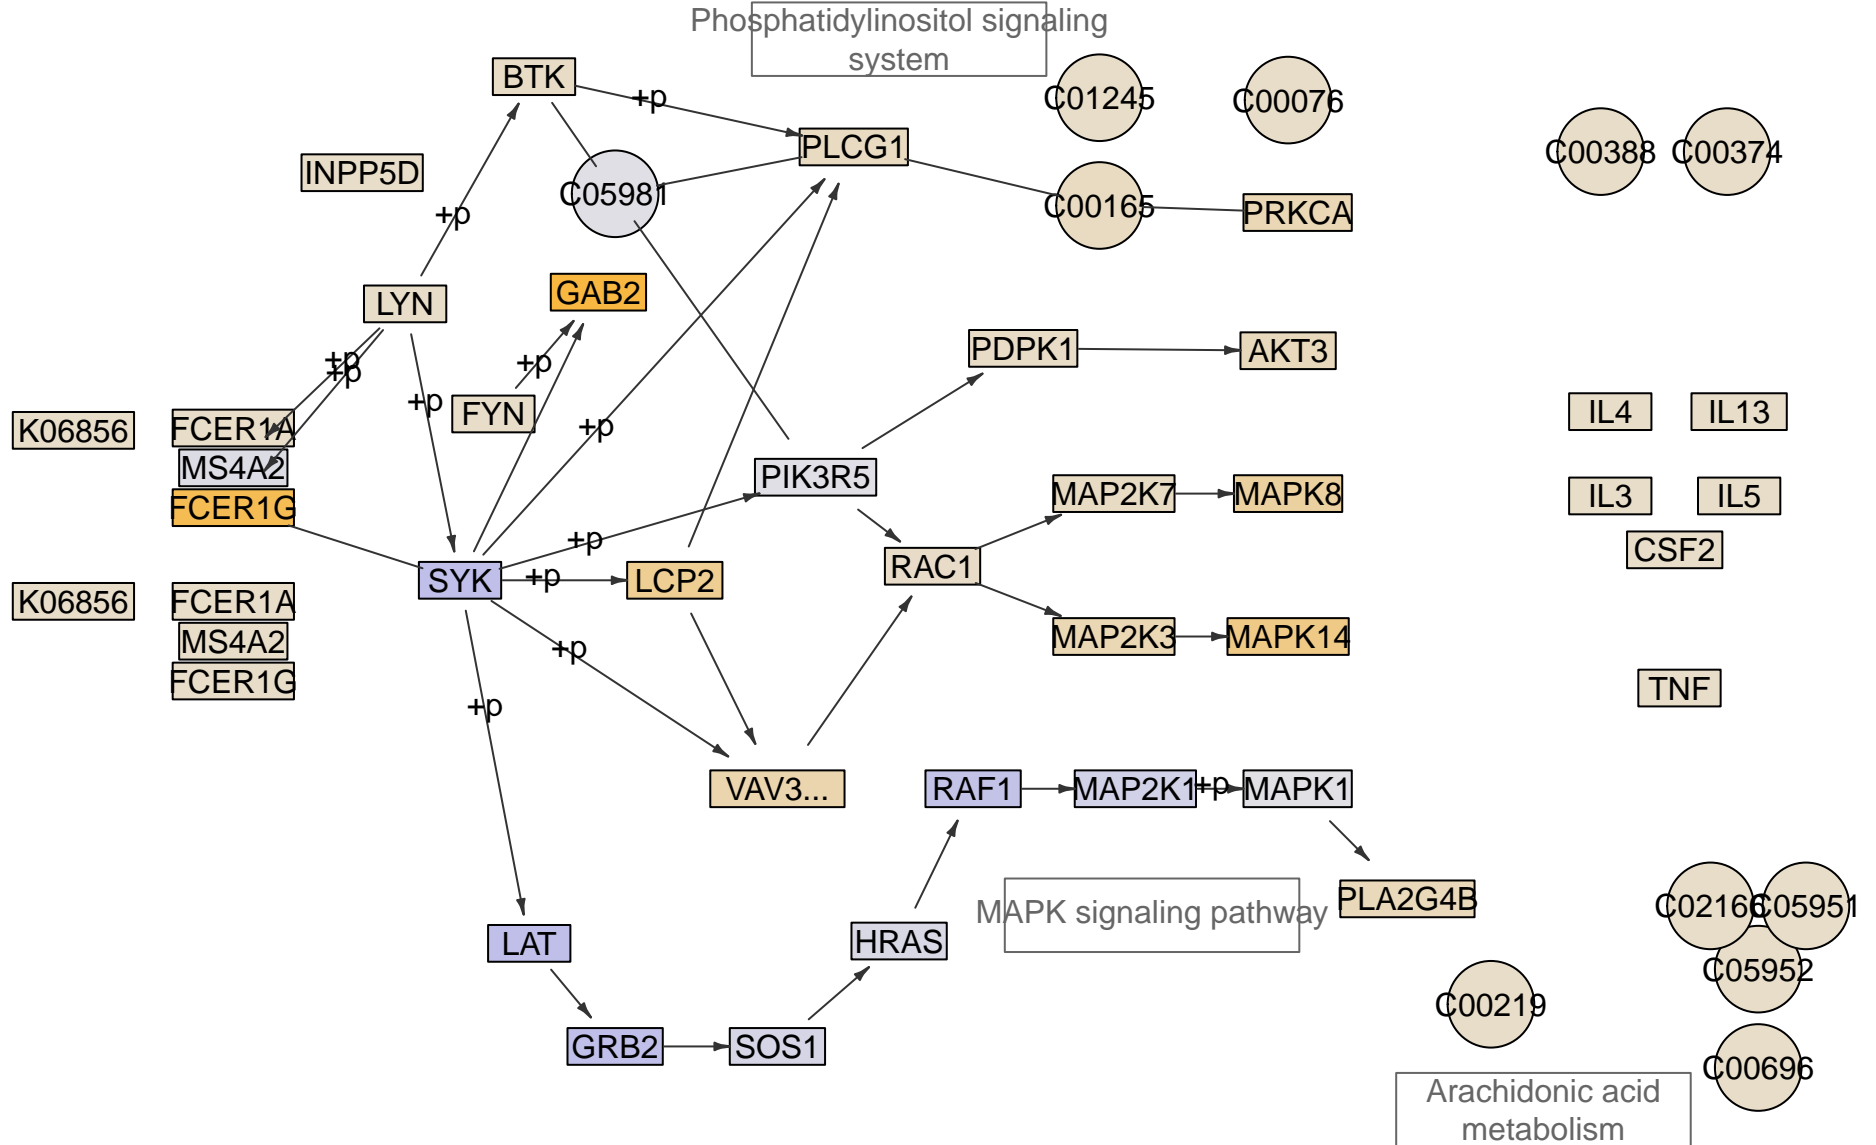 Phosphatidylinositol signaling
system
BTK
+p
C01245
C00076
PLCG1
C00388
C00374
INPP5D
C05981
C00165
PRKCA
+p
LYN
GAB2
PDPK1
AKT3
+p
+p
+p
+p
FYN
+p
IL4
IL13
K06856
FCER1A
MS4A2
FCER1G
PIK3R5
MAP2K7
MAPK8
IL3
IL5
+p
CSF2
SYK
+p
LCP2
RAC1
K06856
FCER1A
MS4A2
FCER1G
+p
MAP2K3
MAPK14
TNF
+p
VAV3...
RAF1
MAP2K1
+p
MAPK1
PLA2G4B
MAPK signaling pathway
C02166
C05951
LAT
HRAS
C05952
C00219
GRB2
SOS1
C00696
Arachidonic acid
metabolism